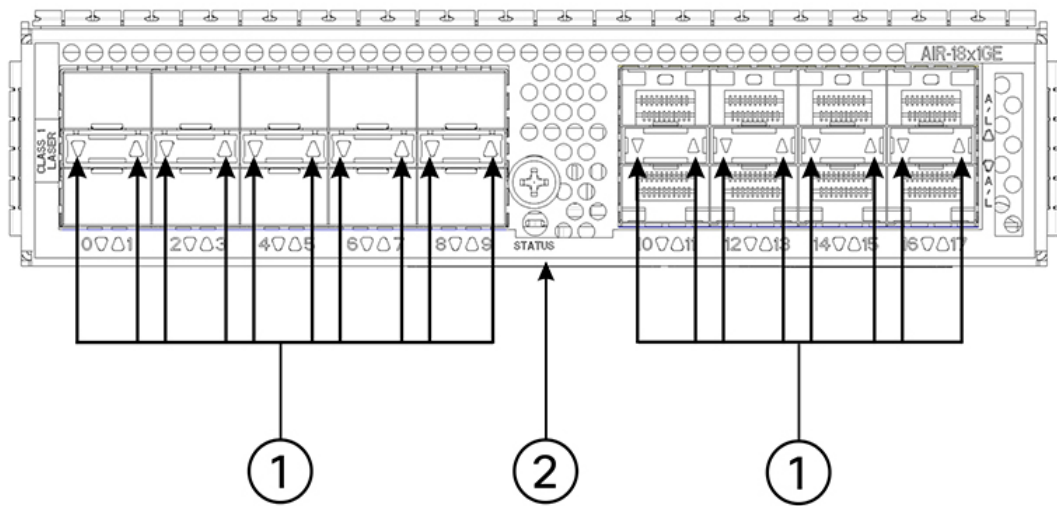 AIR-18x1GE
CLASS 1
LASER
A/L
A/L
0▽△1 2▽△3 4▽△5 6▽△7 8▽△9 STATUS 10▽△11 12▽△13 14▽△15 16▽△17
1 2 1